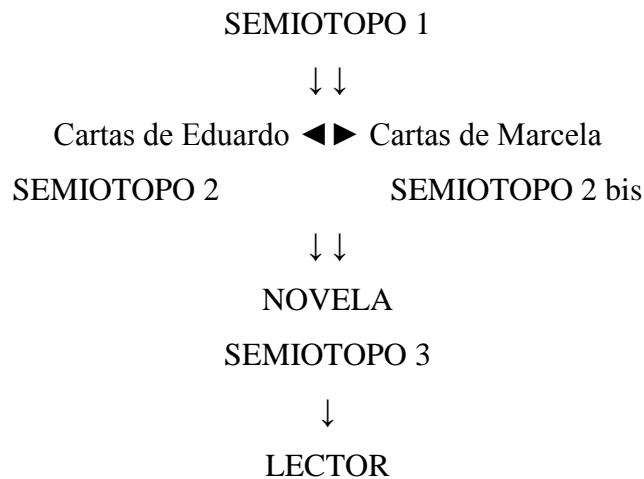 SEMIOTOPO 1
↓↓
Cartas de Eduardo ◄► Cartas de Marcela
SEMIOTOPO 2 SEMIOTOPO 2 bis
↓↓
NOVELA
SEMIOTOPO 3
↓
LECTOR